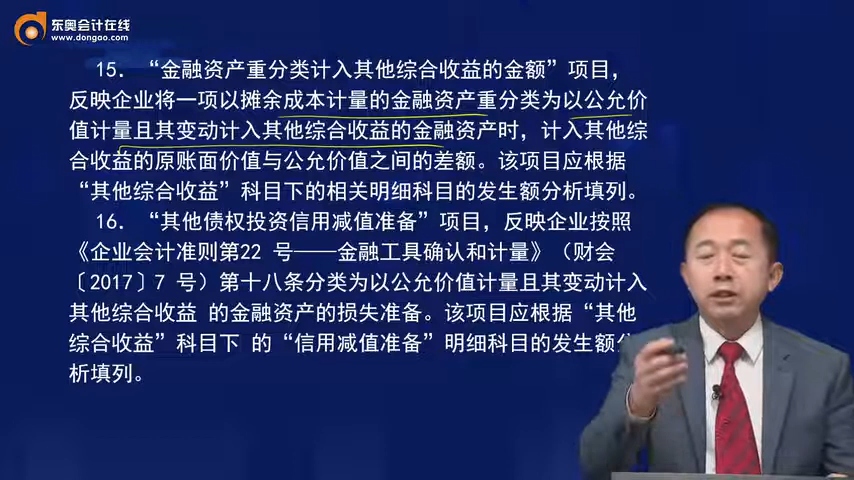 东奥会计在线
www.dongao.com
15．“金融资产重分类计入其他综合收益的金额”项目，
反映企业将一项以摊余成本计量的金融资产重分类为以公允价
值计量且其变动计入其他综合收益的金融资产时，计入其他综
合收益的原账面价值与公允价值之间的差额。该项目应根据
“其他综合收益”科目下的相关明细科目的发生额分析填列。
16．“其他债权投资信用减值准备”项目，反映企业按照
《企业会计准则第22 号——金融工具确认和计量》（财会
〔2017〕7 号）第十八条分类为以公允价值计量且其变动计入
其他综合收益 的金融资产的损失准备。该项目应根据“其他
综合收益”科目下 的“信用减值准备”明细科目的发生额分
析填列。